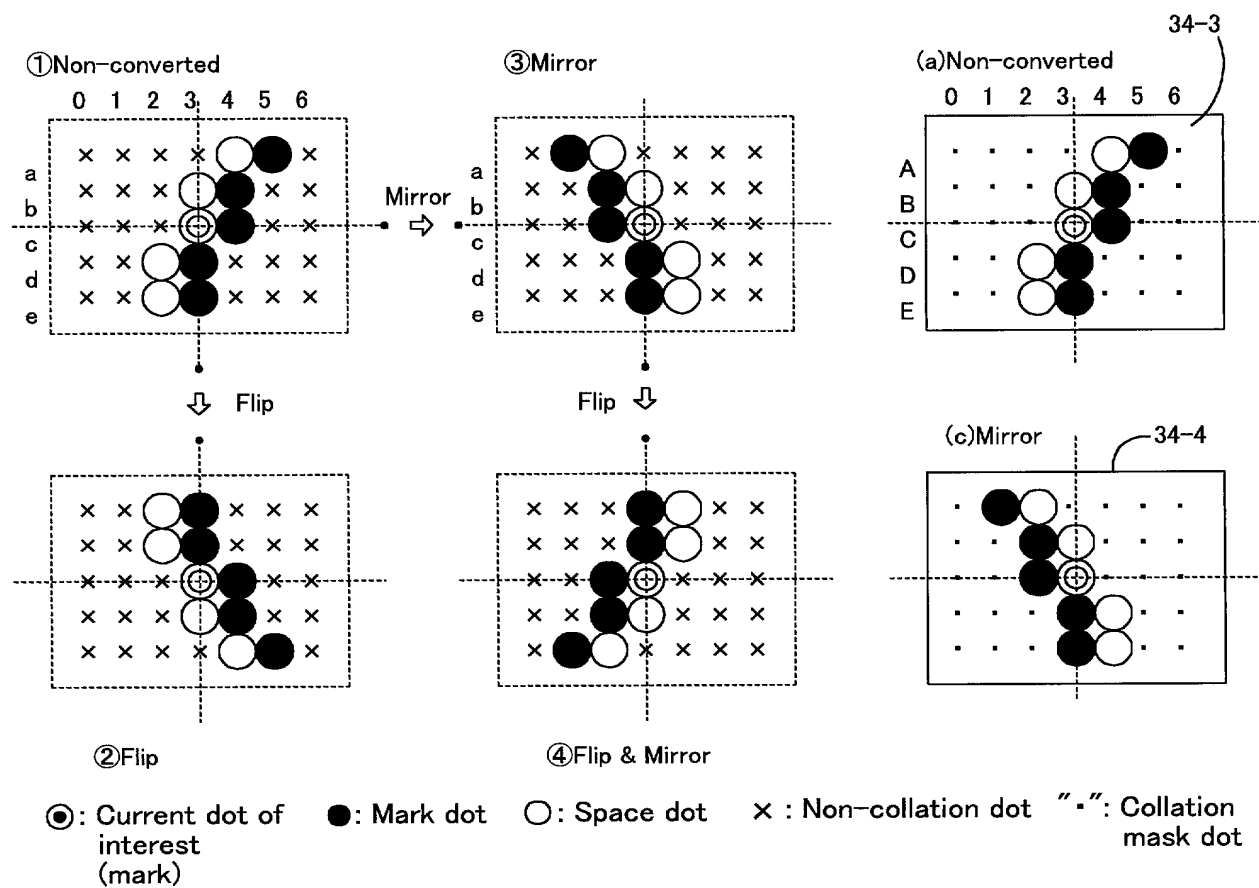 34-3
①Non-converted
③Mirror
(a)Non-converted
0 1 2 3 4 5 6
0 1 2 3 4 5 6
a
b
c
d
e
Mirror
a
b
c
d
e
A
B
C
D
E
Flip
Flip
(c)Mirror
34-4
②Flip
④Flip & Mirror
◎: Current dot of interest (mark)
●: Mark dot
○: Space dot
×: Non-collation dot
"･": Collation mask dot